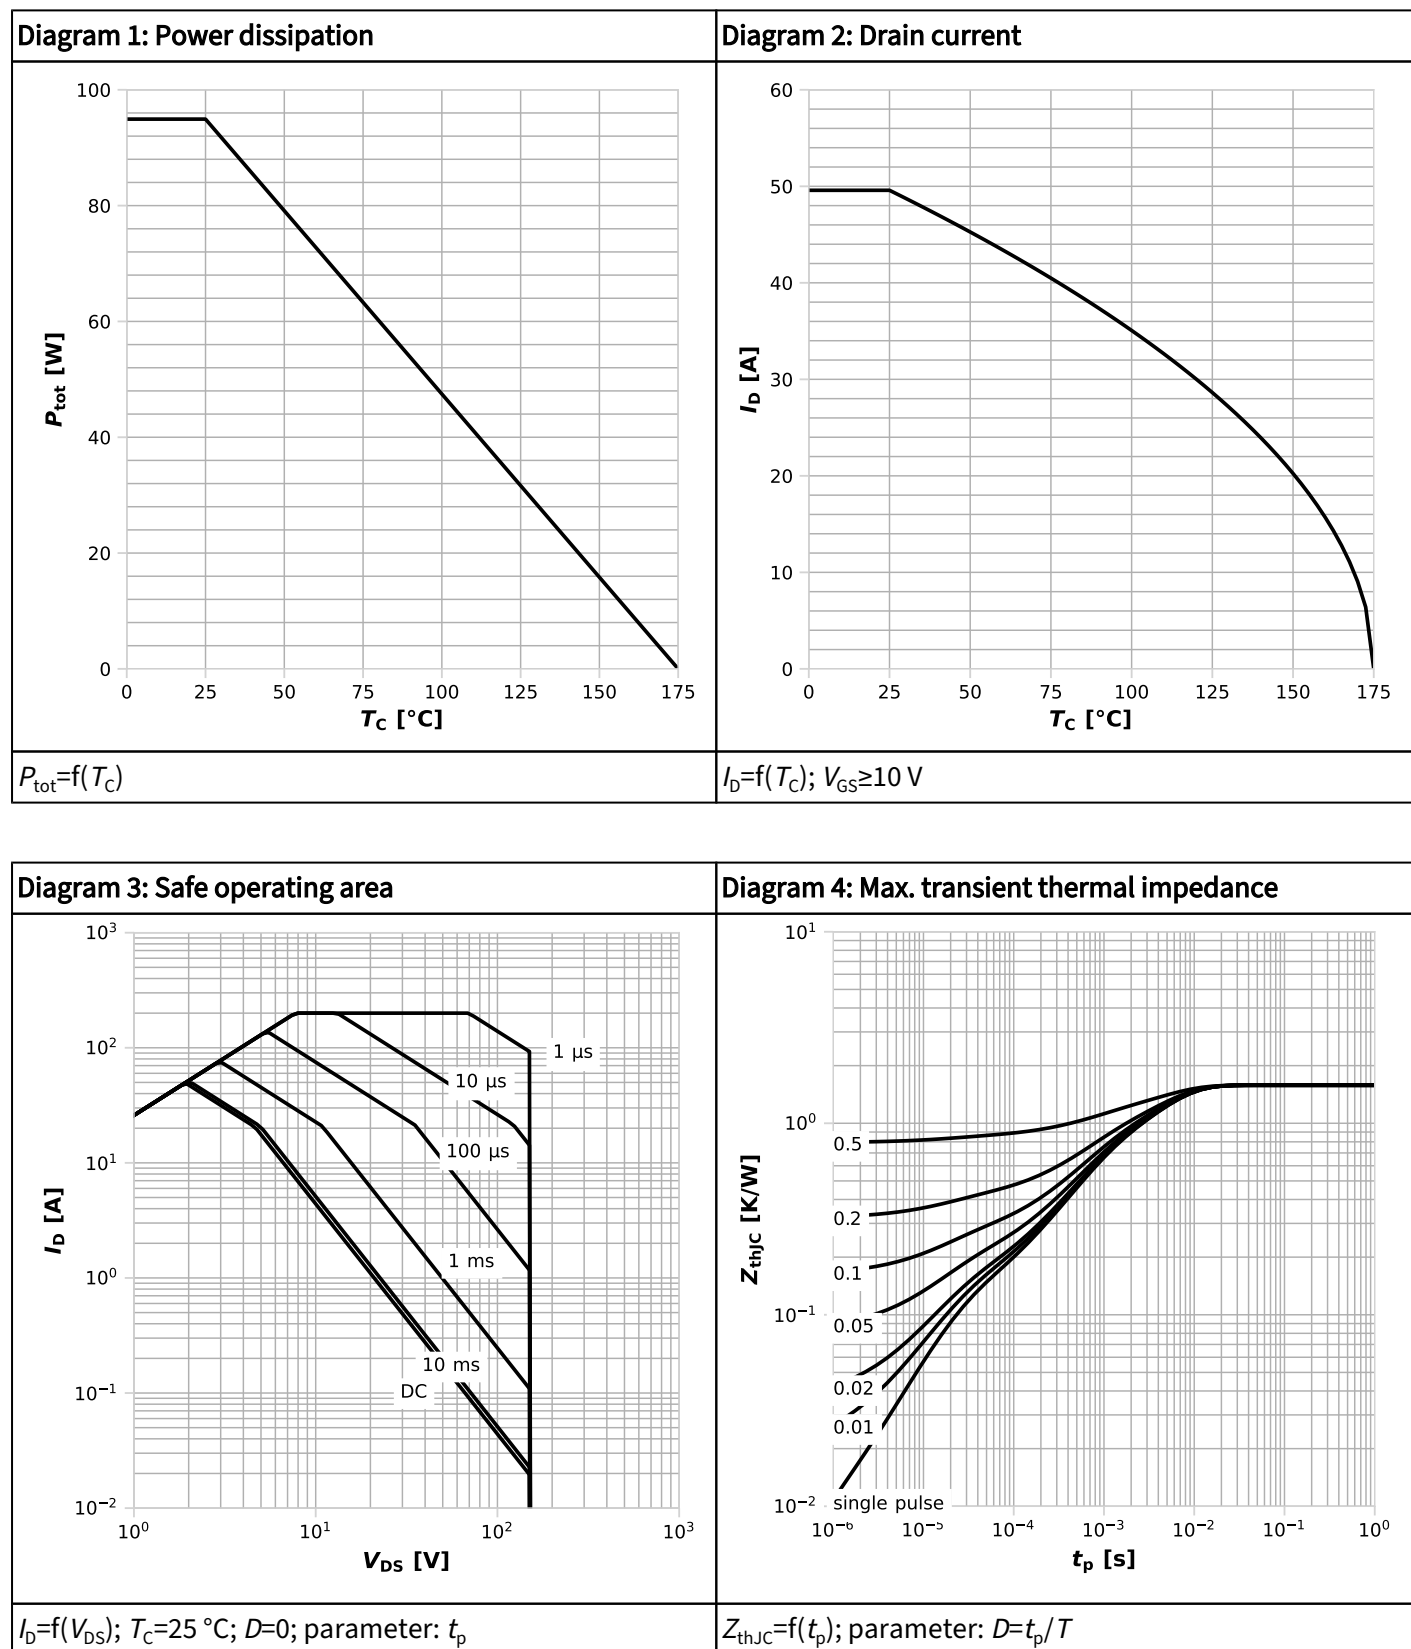 Diagram 1: Power dissipation
Diagram 2: Drain current
100
80
60
40
20
0
0 25 50 75 100 125 150 175
Ptot [W]
TC [°C]
60
50
40
30
20
10
0
0 25 50 75 100 125 150 175
ID [A]
TC [°C]
Ptot=f(TC)
ID=f(TC); VGS≥10 V
Diagram 3: Safe operating area
Diagram 4: Max. transient thermal impedance
10³
10²
10¹
10⁰
10⁻¹
10⁻²
10⁰ 10¹ 10² 10³
ID [A]
VDS [V]
1 µs
10 µs
100 µs
1 ms
10 ms
DC
10¹
10⁰
10⁻¹
10⁻²
10⁻⁶ 10⁻⁵ 10⁻⁴ 10⁻³ 10⁻² 10⁻¹ 10⁰
ZthJC [K/W]
tp [s]
0.5
0.2
0.1
0.05
0.02
0.01
single pulse
ID=f(VDS); TC=25 °C; D=0; parameter: tp
ZthJC=f(tp); parameter: D=tp/T